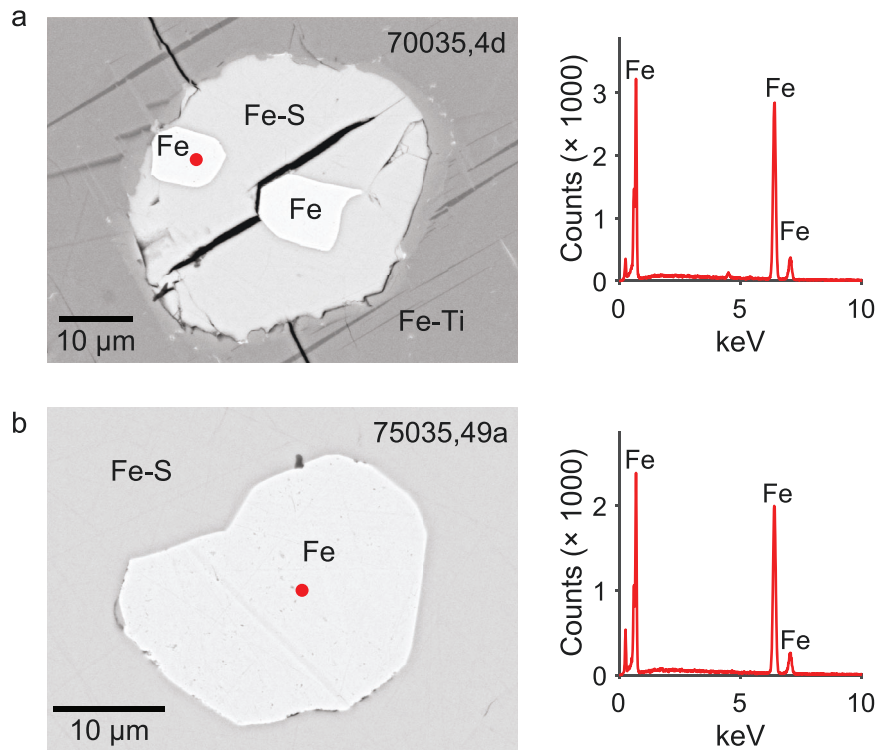 a
70035,4d
Fe-S
Fe
Fe
Fe-Ti
10 µm
Counts (× 1000)
3
2
1
0
Fe
Fe
Fe
0
5
10
keV
b
75035,49a
Fe-S
Fe
10 µm
Counts (× 1000)
2
1
0
Fe
Fe
Fe
0
5
10
keV